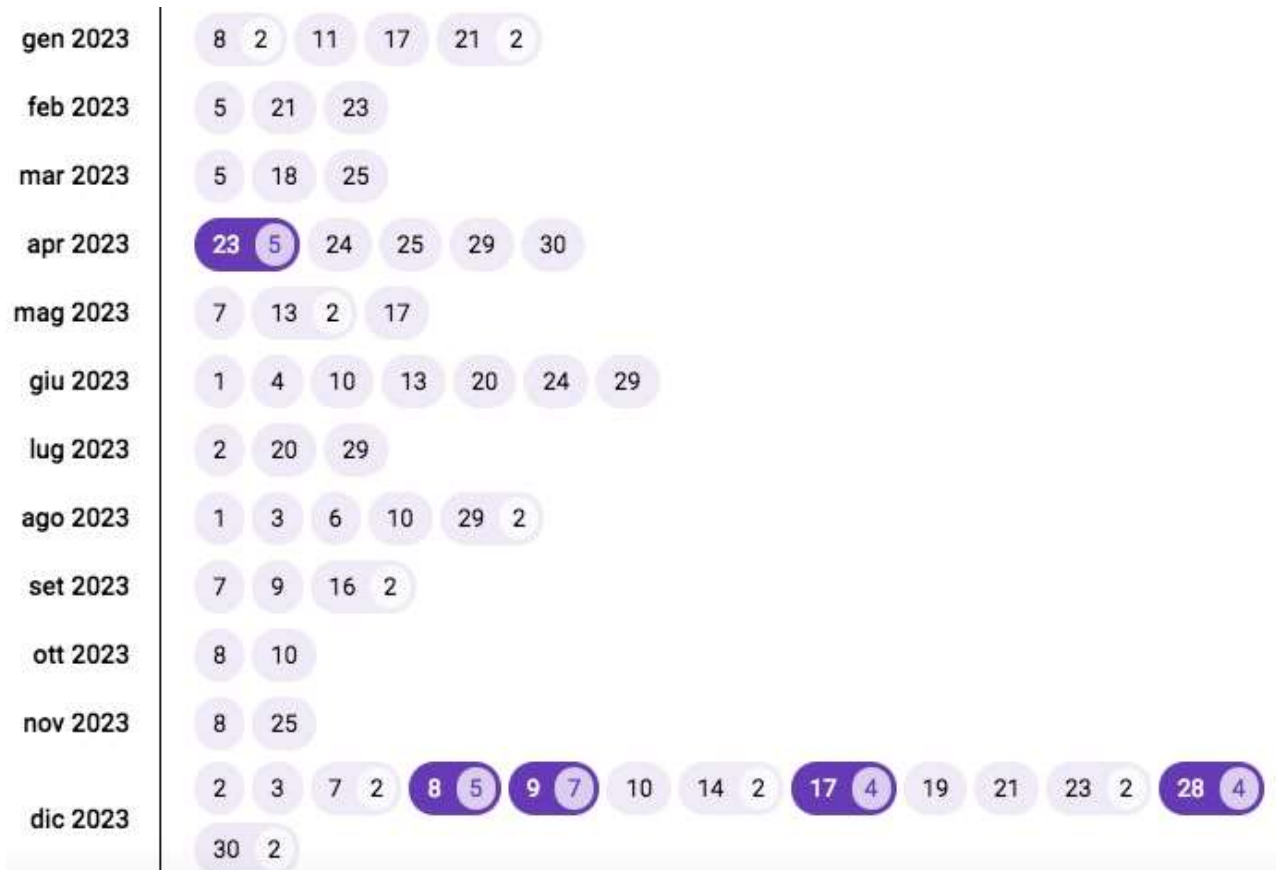 gen 2023 8 2 11 17 21 2
feb 2023 5 21 23
mar 2023 5 18 25
apr 2023 23 5 24 25 29 30
mag 2023 7 13 2 17
giu 2023 1 4 10 13 20 24 29
lug 2023 2 20 29
ago 2023 1 3 6 10 29 2
set 2023 7 9 16 2
ott 2023 8 10
nov 2023 8 25
dic 2023 2 3 7 2 8 5 9 7 10 14 2 17 4 19 21 23 2 28 4
30 2